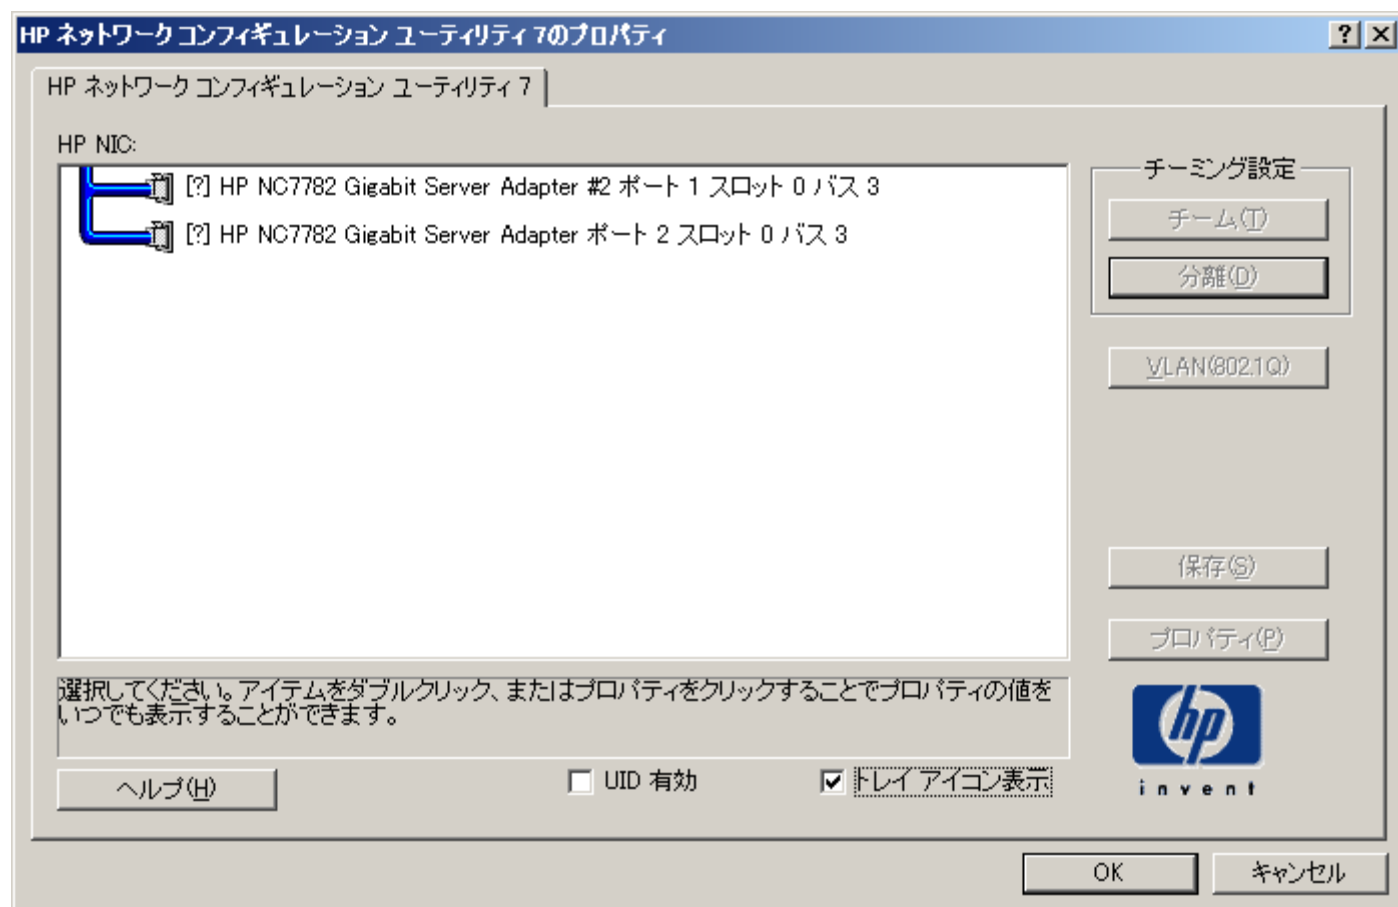 HP ネットワーク コンフィギュレーション ユーティリティ 7のプロパティ
HP ネットワーク コンフィギュレーション ユーティリティ 7
HP NIC:
[?] HP NC7782 Gigabit Server Adapter #2 ポート 1 スロット 0 バス 3
[?] HP NC7782 Gigabit Server Adapter ポート 2 スロット 0 バス 3
チーミング設定
チーム(T)
分離(D)
VLAN(802.1Q)
保存(S)
プロパティ(P)
選択してください。アイテムをダブルクリック、またはプロパティをクリックすることでプロパティの値を
いつでも表示することができます。
hp
invent
ヘルプ(H)
UID 有効
トレイ アイコン表示
OK
キャンセル